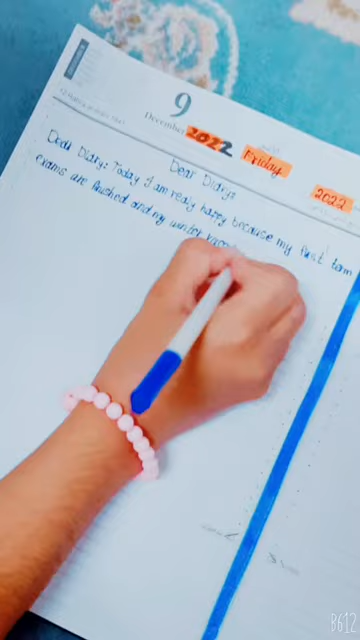 9
December 2022 Friday 2022
Dear Diary:
Dear Diary: Today I am realy happy because my first term
exams are finished and my winter
B612